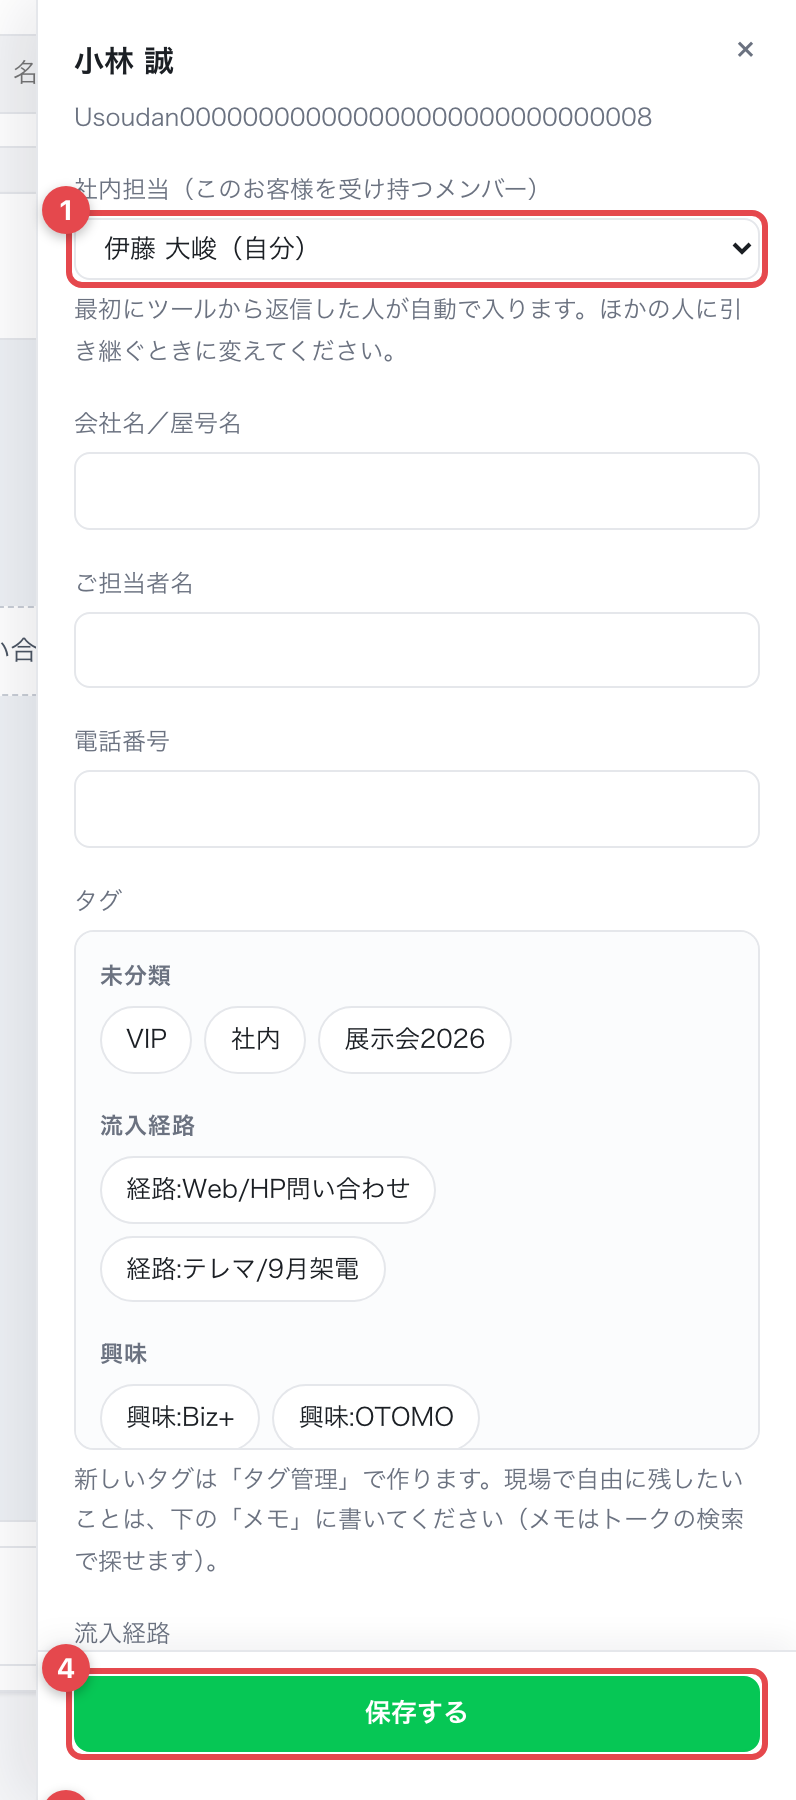 小林 誠
×
Usoudan00000000000000000000000000008
名
社内担当（このお客様を受け持つメンバー）
1
伊藤 大峻（自分）
最初にツールから返信した人が自動で入ります。ほかの人に引
き継ぐときに変えてください。
会社名／屋号名
ご担当者名
い合
電話番号
タグ
未分類
VIP
社内
展示会2026
流入経路
経路:Web/HP問い合わせ
経路:テレマ/9月架電
興味
興味:Biz+
興味:OTOMO
新しいタグは「タグ管理」で作ります。現場で自由に残したい
ことは、下の「メモ」に書いてください（メモはトークの検索
で探せます）。
流入経路
4
保存する